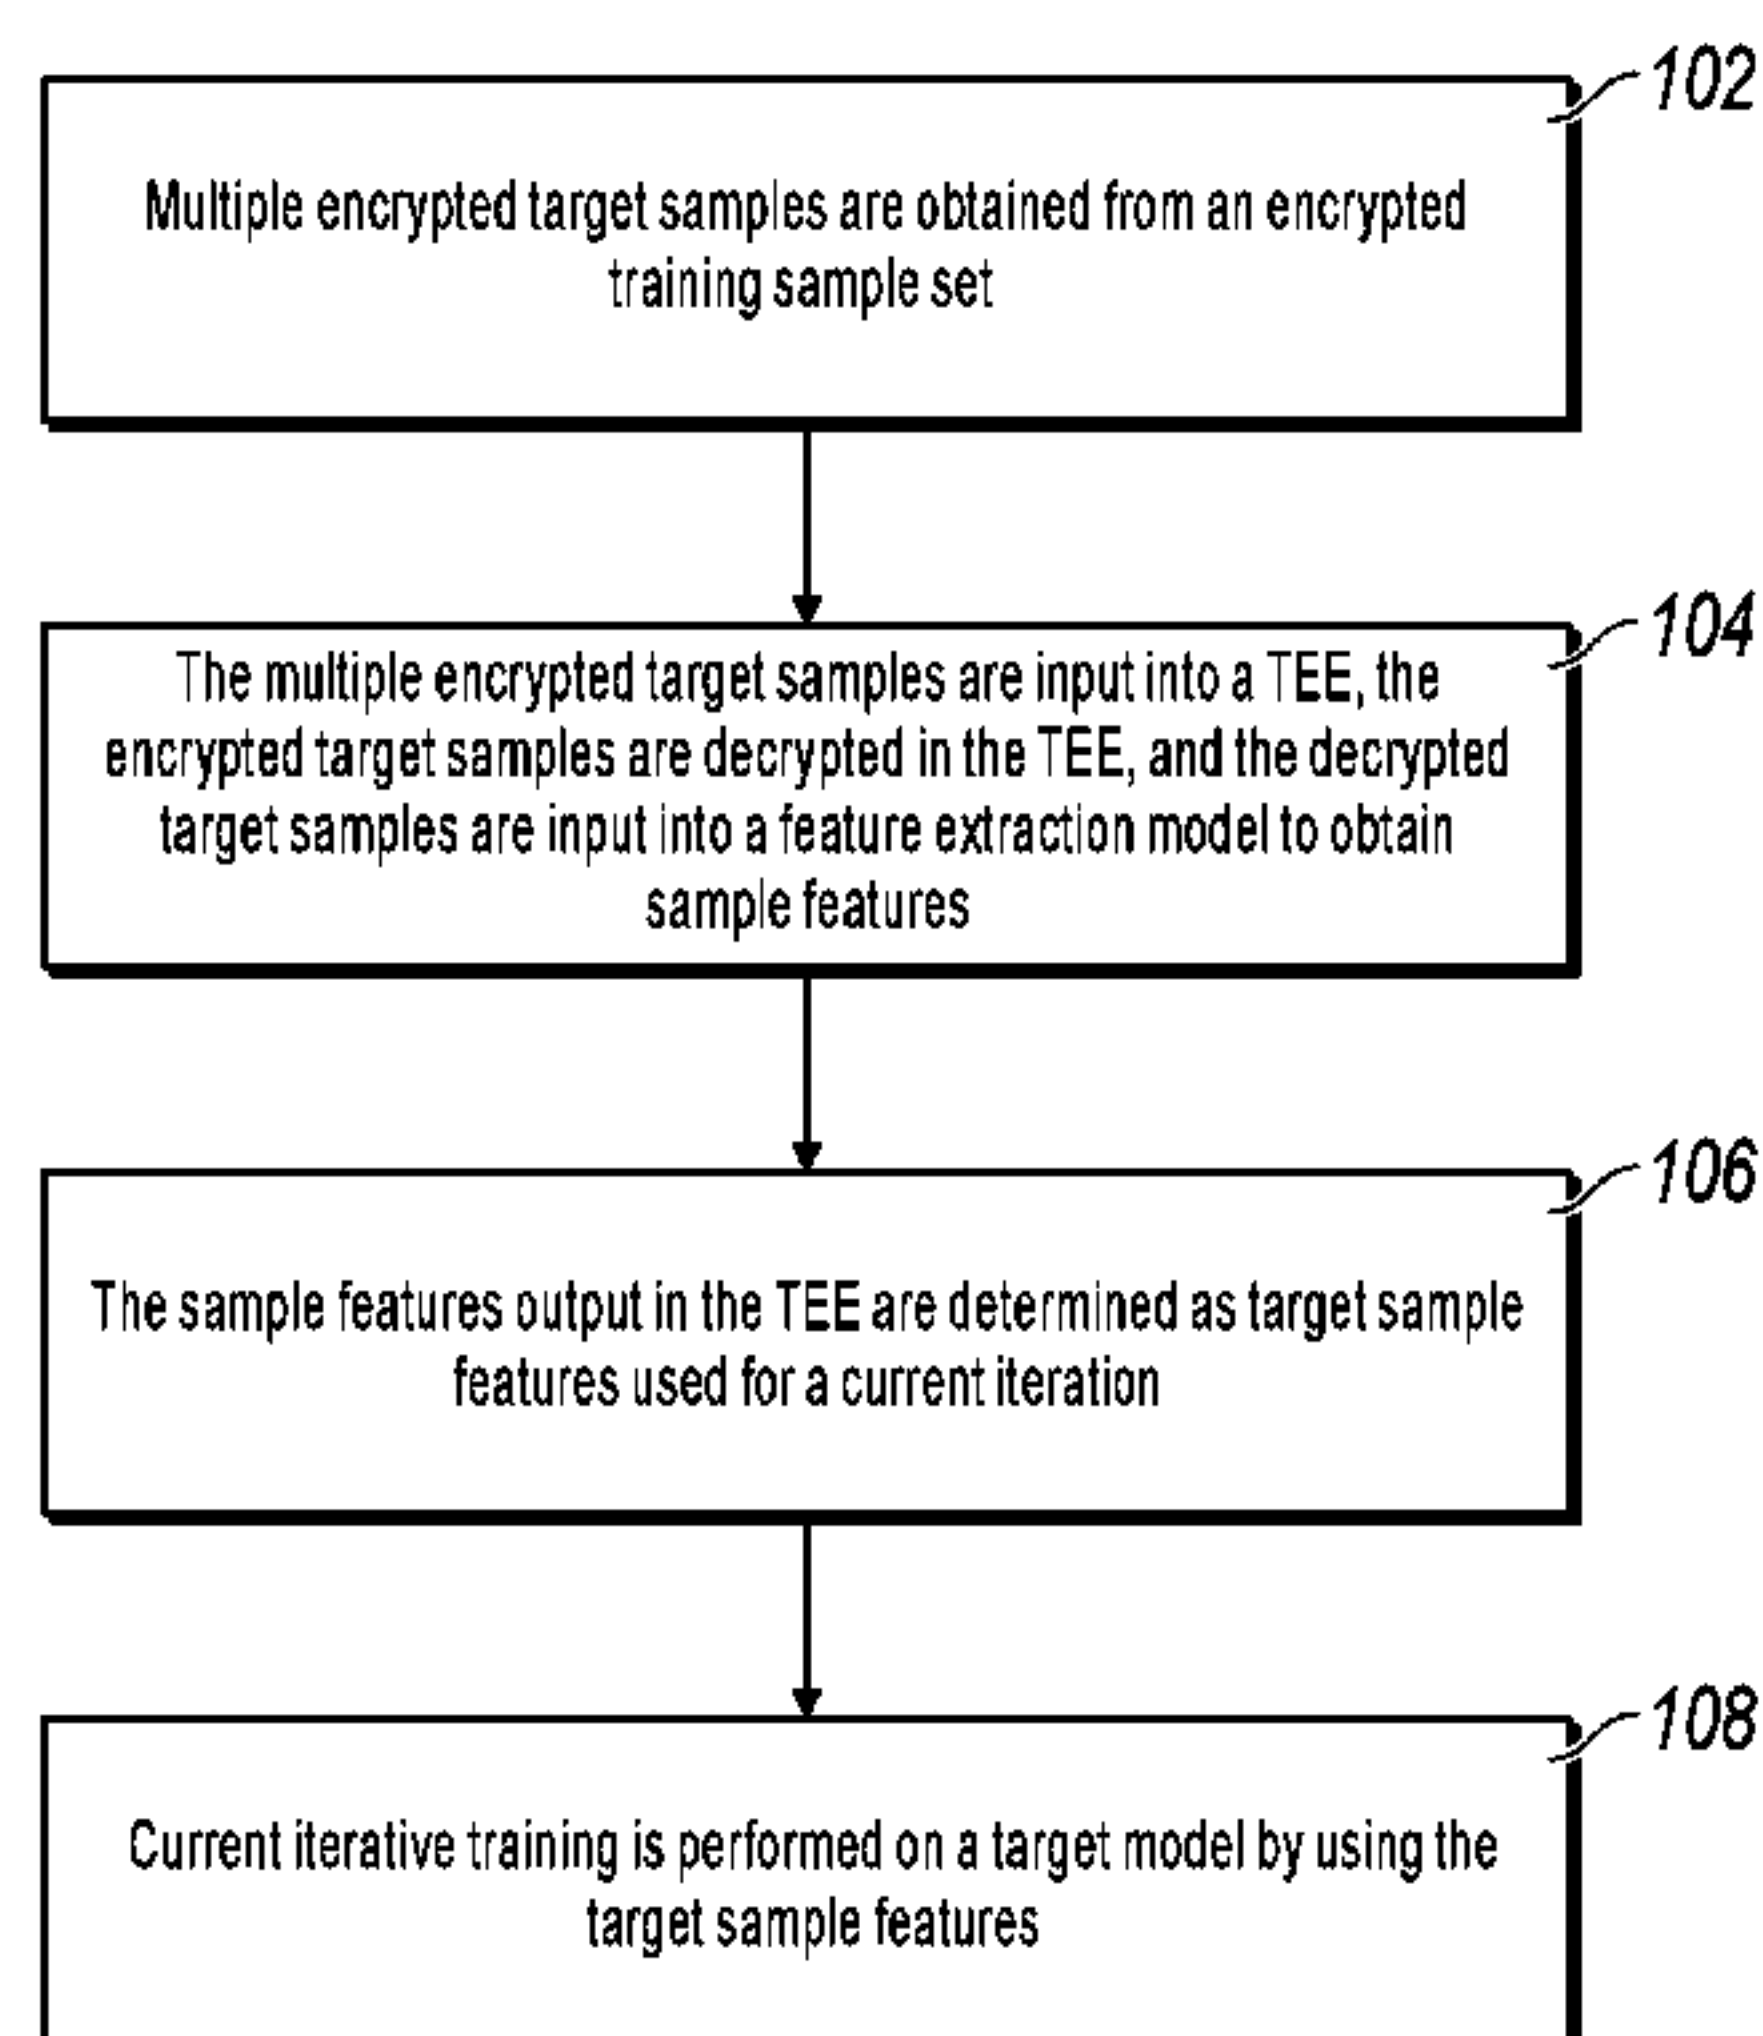 102
Multiple encrypted target samples are obtained from an encrypted
training sample set
104
The multiple encrypted target samples are input into a TEE, the
encrypted target samples are decrypted in the TEE, and the decrypted
target samples are input into a feature extraction model to obtain
sample features
106
The sample features output in the TEE are determined as target sample
features used for a current iteration
108
Current iterative training is performed on a target model by using the
target sample features